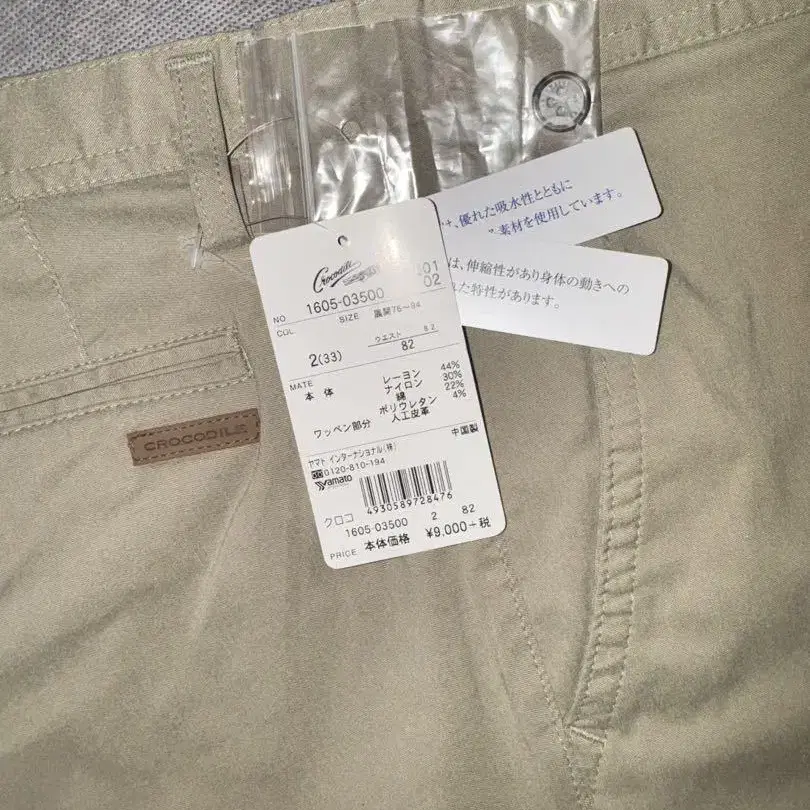 、優れた吸水性とともに
素材を使用しています。
は、伸縮性があり身体の動きへの
れた特性があります。
Crocodile
01
NO 1605-03500 02
COL. SIZE 展開76~94
ウエスト 82
2(33) 82
MATE
本体 レーヨン 44%
ナイロン 30%
綿 22%
ポリウレタン 4%
ワッペン部分 人工皮革
ヤマト インターナショナル(株) 中国製
0120-810-194
yamato
4930589728476
クロコ
1605-03500 2 82
PRICE 本体価格 ¥9,000+税
CROCODILE